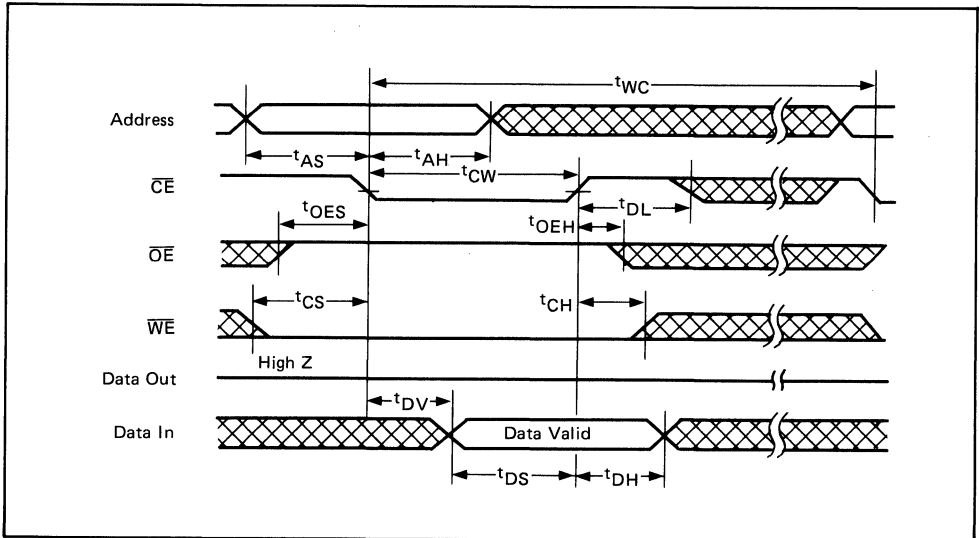 tWC
Address
tAS
tAH
tCW
CE
tOES
tDL
tOEH
OE
tCS
tCH
WE
High Z
Data Out
tDV
Data In
Data Valid
tDS
tDH